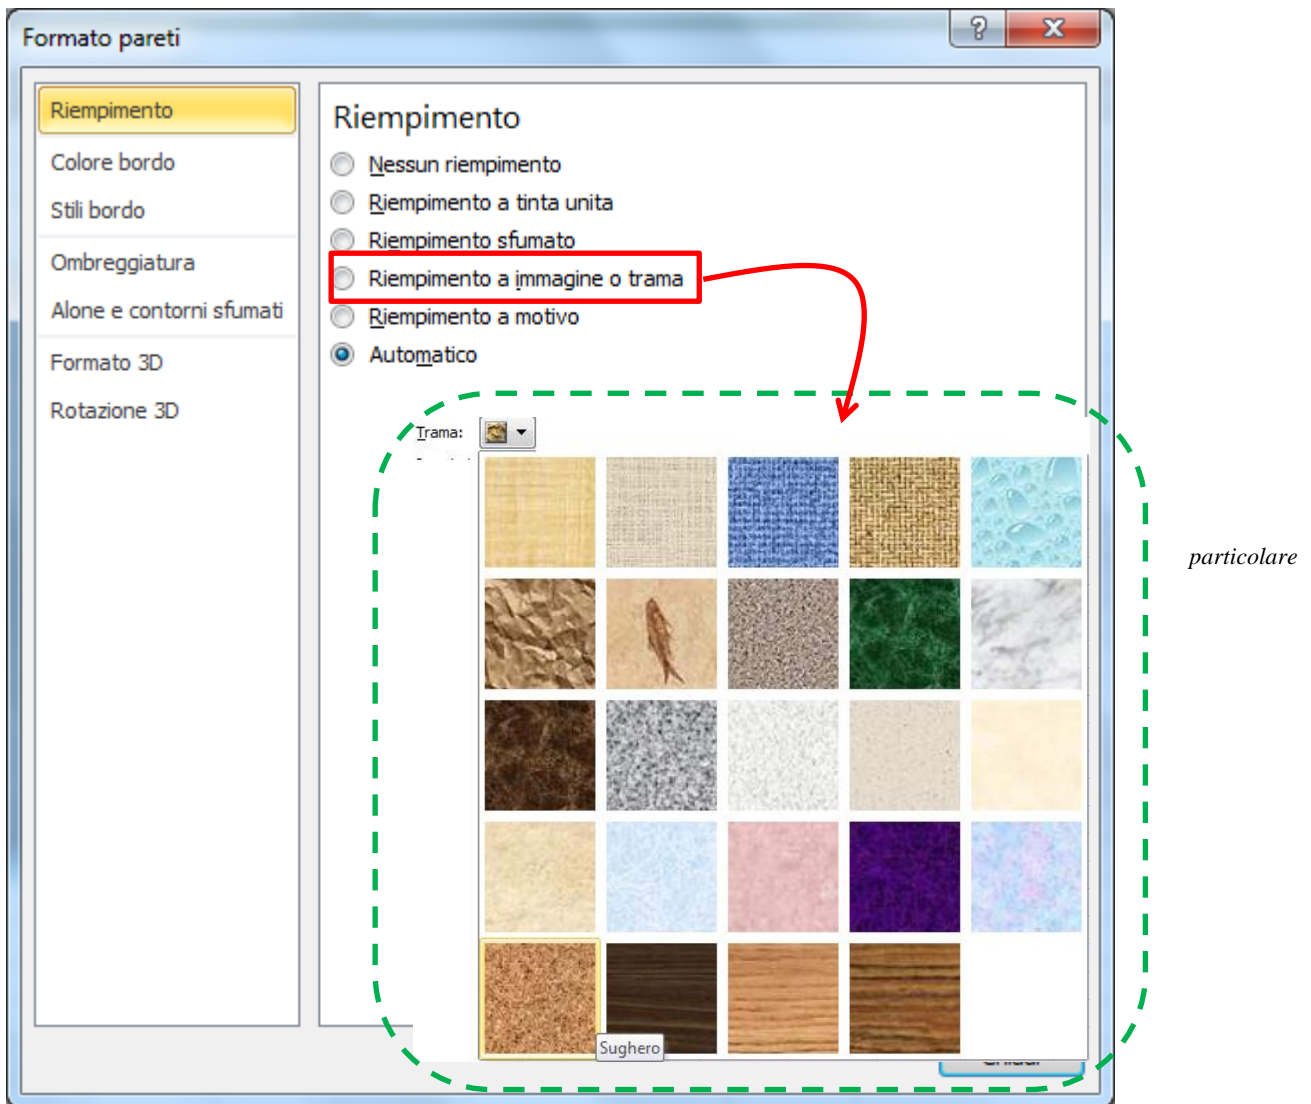 Formato pareti
Riempimento
Colore bordo
Stili bordo
Ombreggiatura
Alone e contorni sfumati
Formato 3D
Rotazione 3D
Riempimento
Nessun riempimento
Riempimento a tinta unita
Riempimento sfumato
Riempimento a immagine o trama
Riempimento a motivo
Automatico
Trama:
Sughero
particolare